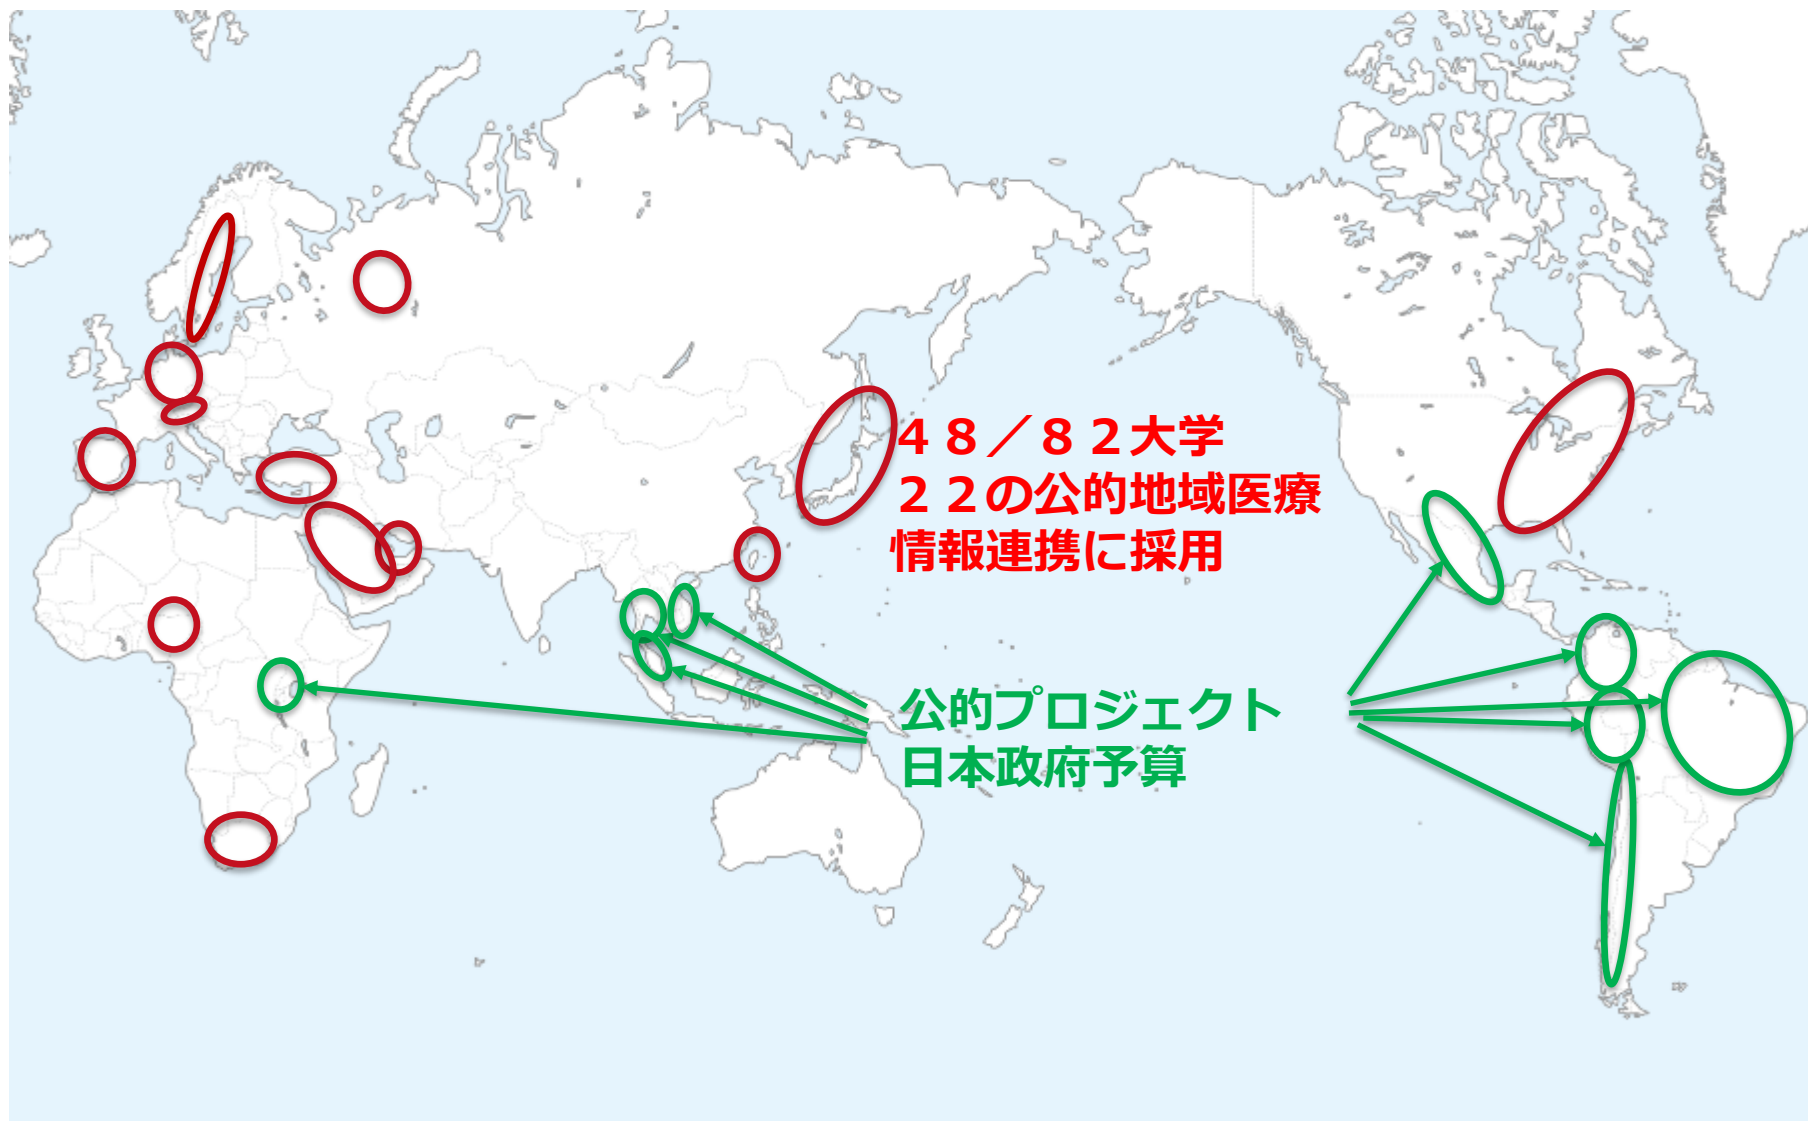 ４８／８２大学
２２の公的地域医療
情報連携に採用
公的プロジェクト
日本政府予算